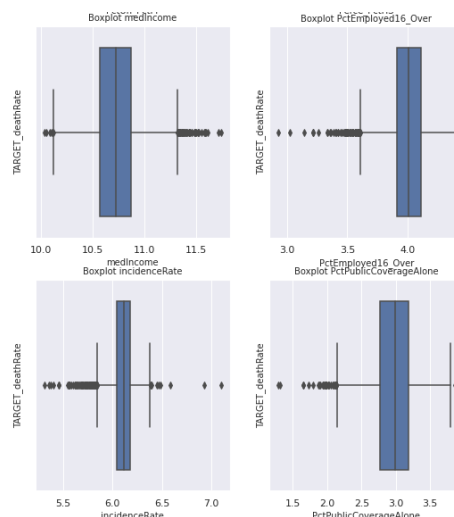 Boxplot medIncome
Boxplot PctEmployed16_Over
TARGET_deathRate
TARGET_deathRate
10.0 10.5 11.0 11.5
3.0 3.5 4.0
medIncome
PctEmployed16_Over
Boxplot incidenceRate
Boxplot PctPublicCoverageAlone
TARGET_deathRate
TARGET_deathRate
5.5 6.0 6.5 7.0
1.5 2.0 2.5 3.0 3.5
incidenceRate
PctPublicCoverageAlone